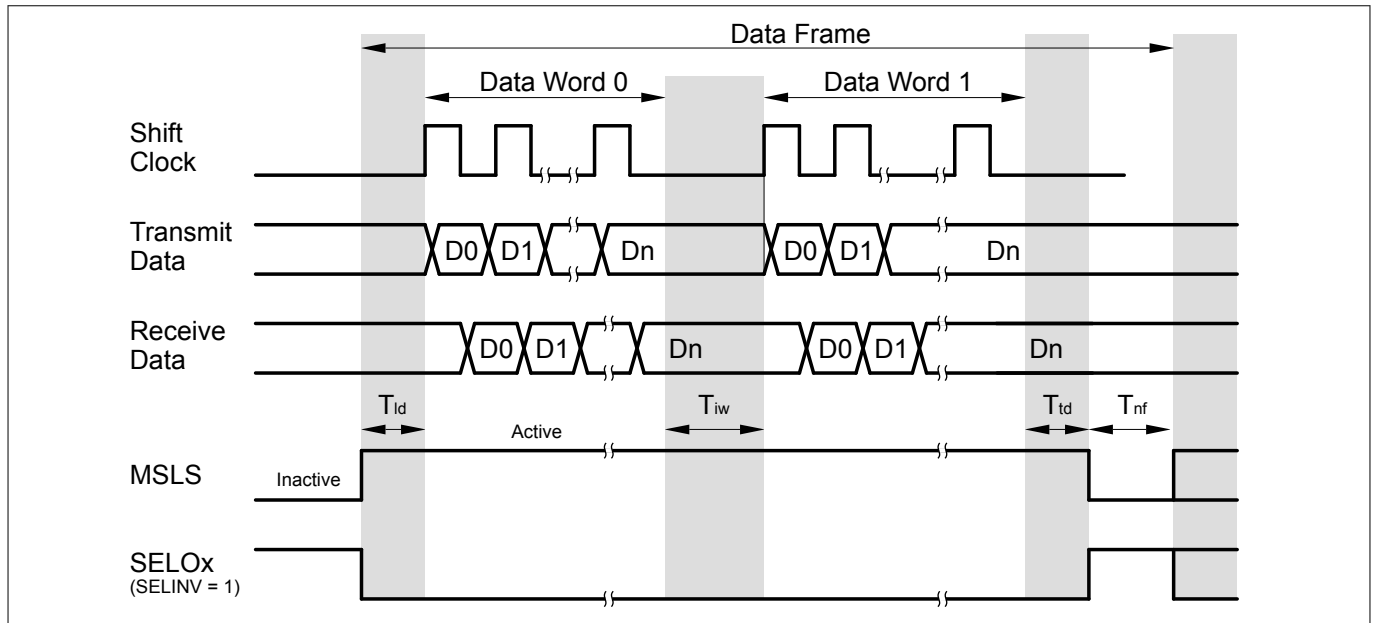 Data Frame
Data Word 0 Data Word 1
Shift
Clock
Transmit
Data
D0 D1 Dn D0 D1 Dn
Receive
Data
D0 D1 Dn D0 D1 Dn
Tld Tiw Ttd Tnf
Active
MSLS Inactive
SELOx
(SELINV = 1)